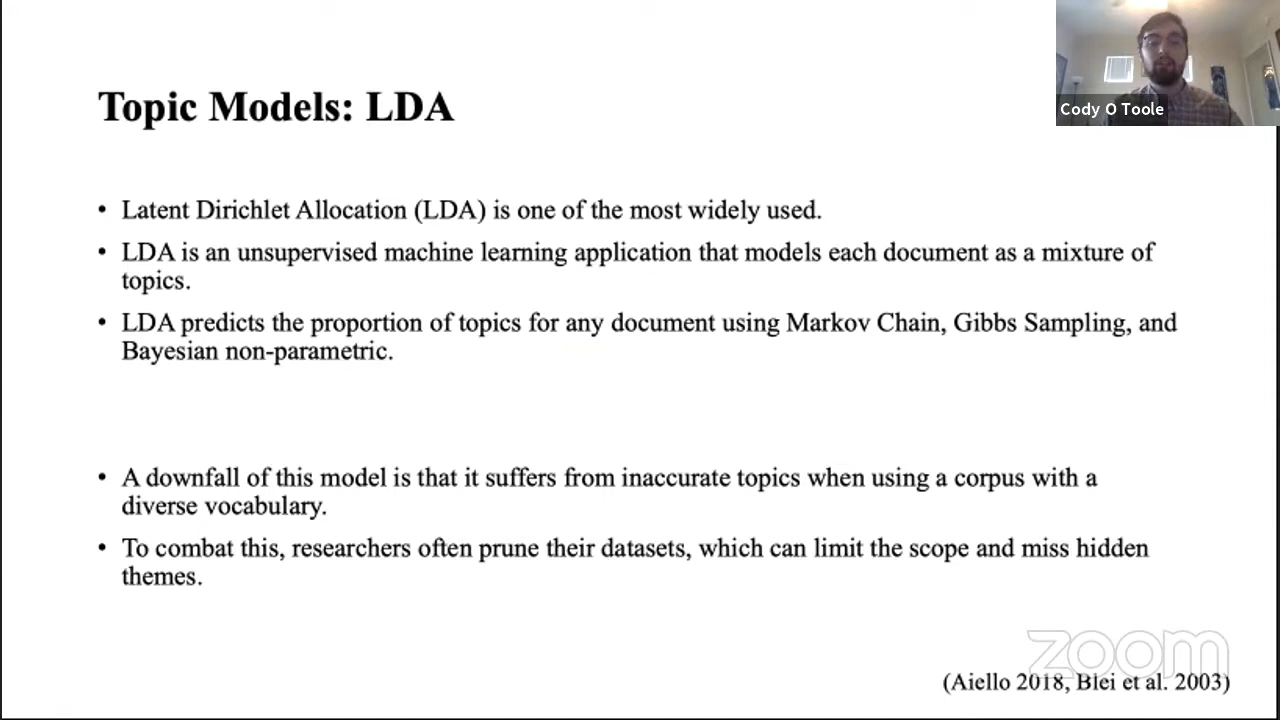 Cody O Toole
Topic Models: LDA
• Latent Dirichlet Allocation (LDA) is one of the most widely used.
• LDA is an unsupervised machine learning application that models each document as a mixture of
topics.
• LDA predicts the proportion of topics for any document using Markov Chain, Gibbs Sampling, and
Bayesian non-parametric.
• A downfall of this model is that it suffers from inaccurate topics when using a corpus with a
diverse vocabulary.
• To combat this, researchers often prune their datasets, which can limit the scope and miss hidden
themes.
zoom
(Aiello 2018, Blei et al. 2003)